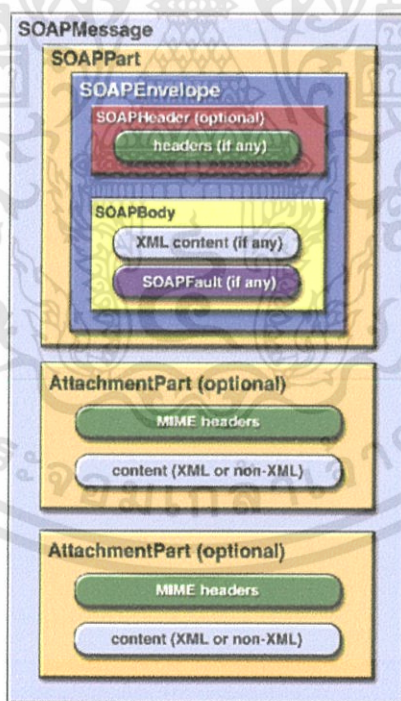 SOAPMessage
SOAPPart
SOAPEnvelope
SOAPHeader (optional)
headers (if any)
SOAPBody
XML content (if any)
SOAPFault (if any)
AttachmentPart (optional)
MIME headers
content (XML or non-XML)
AttachmentPart (optional)
MIME headers
content (XML or non-XML)